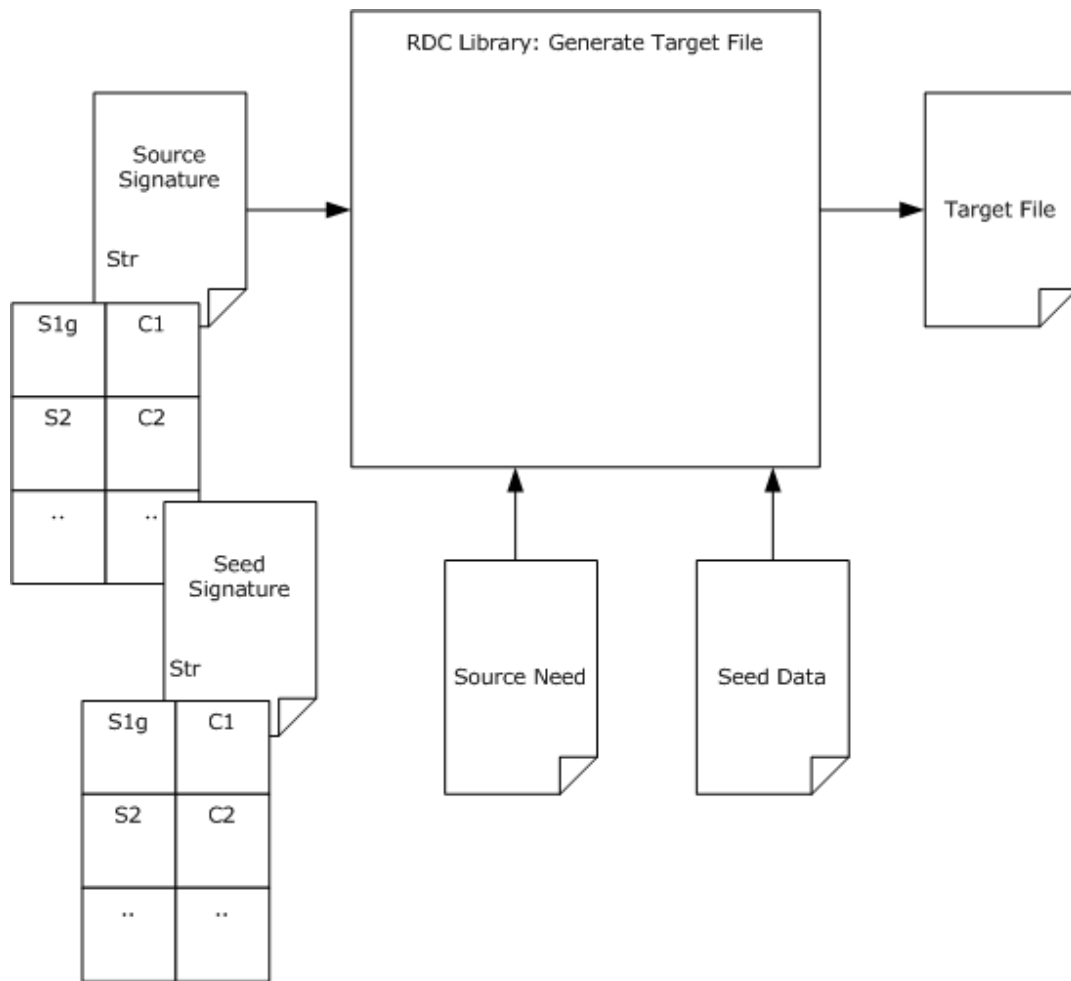 RDC Library: Generate Target File
Source
Signature
Str
Target File
S1g
C1
S2
C2
..
..
Seed
Signature
Str
Source Need
Seed Data
S1g
C1
S2
C2
..
..